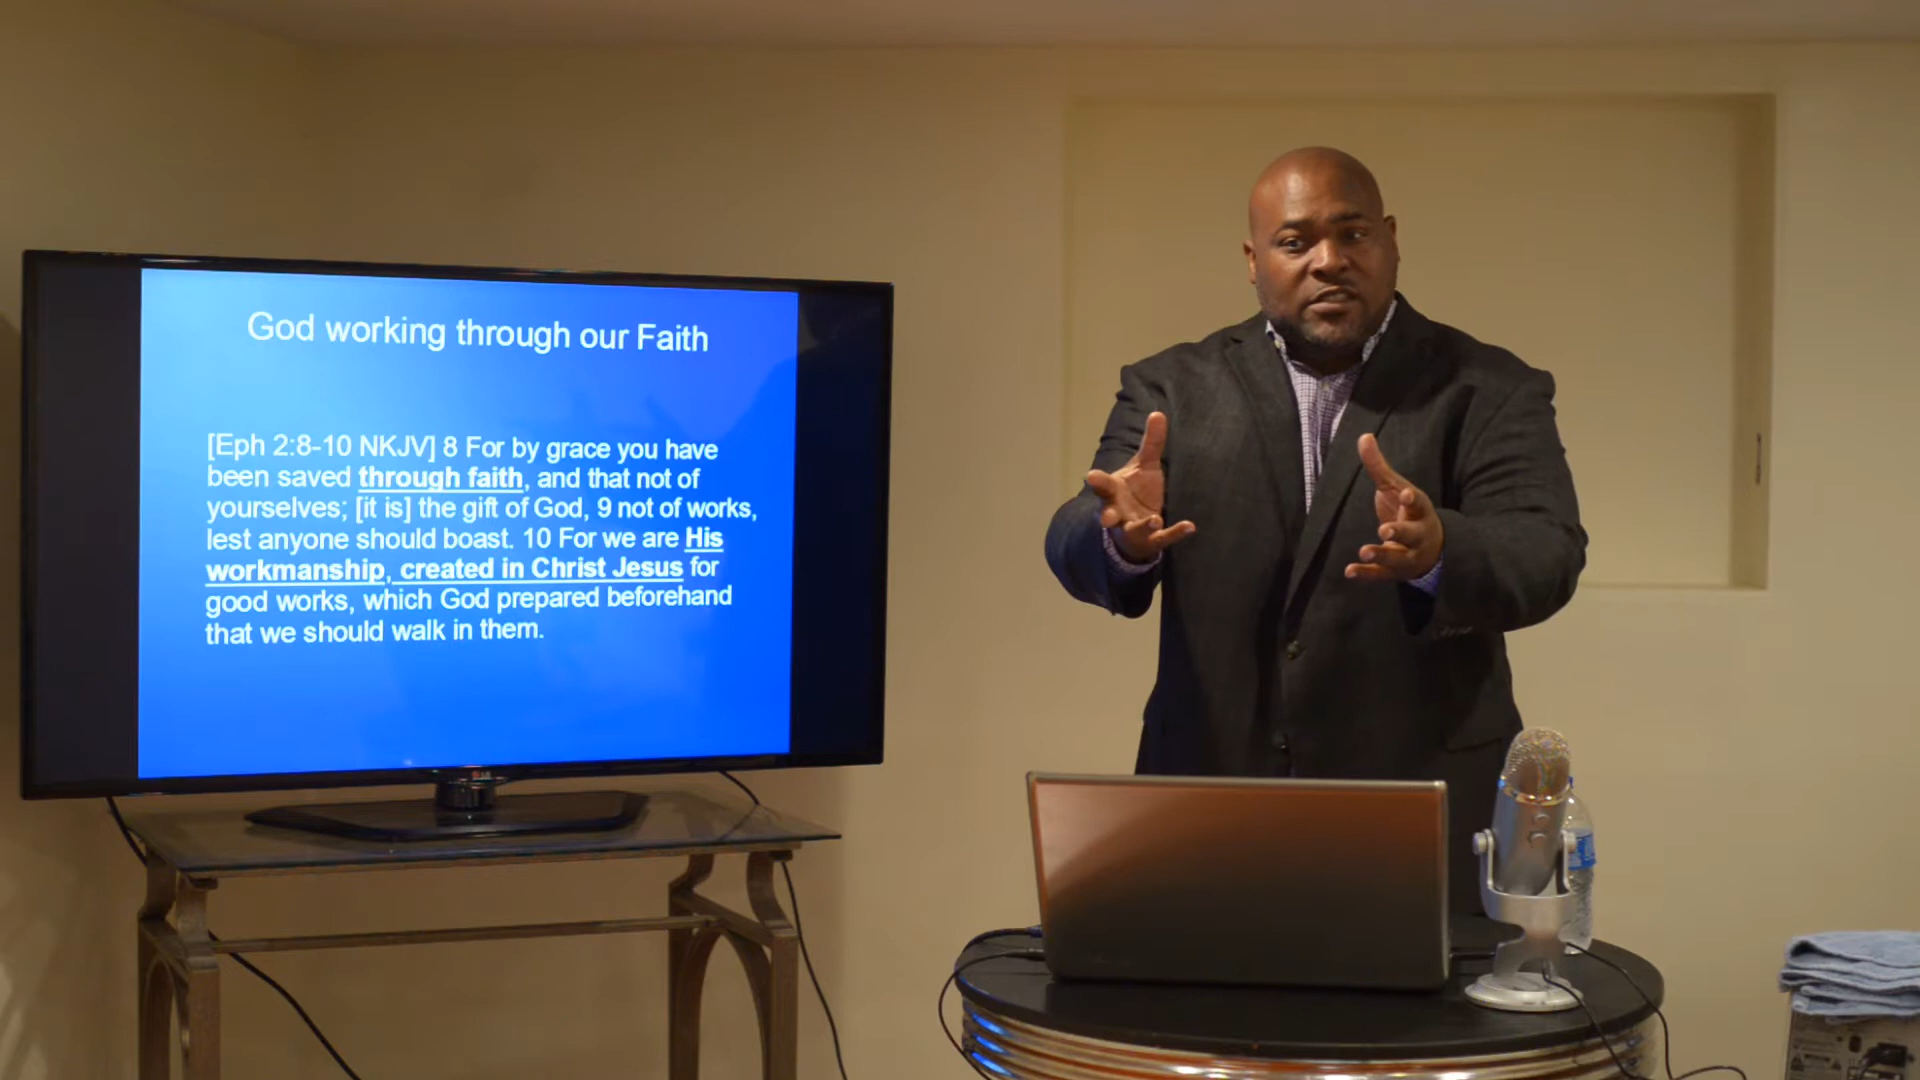 God working through our Faith
[Eph 2:8-10 NKJV] 8 For by grace you have
been saved through faith, and that not of
yourselves; [it is] the gift of God, 9 not of works,
lest anyone should boast. 10 For we are His
workmanship, created in Christ Jesus for
good works, which God prepared beforehand
that we should walk in them.